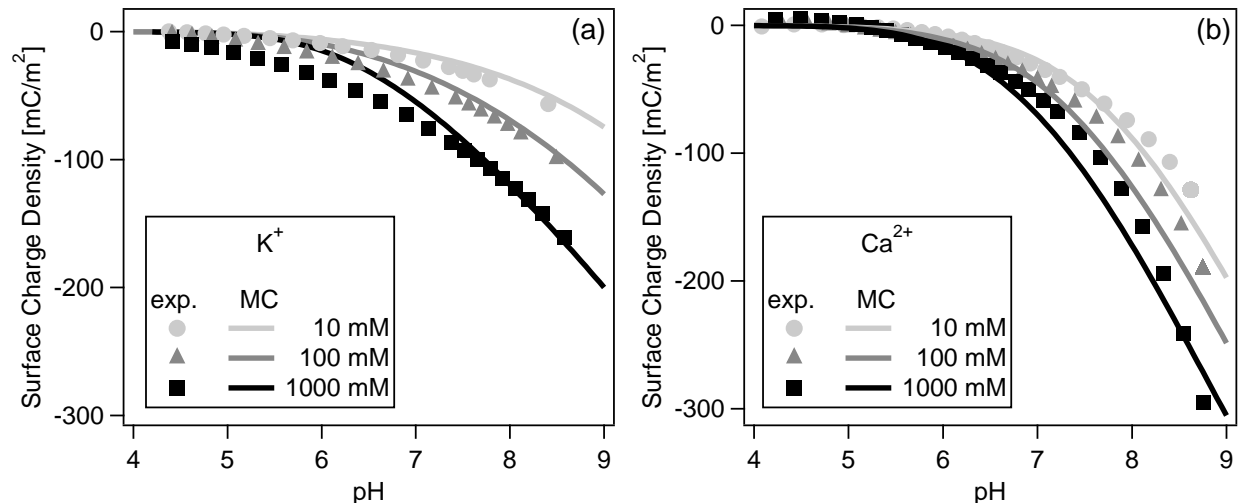 (a)
Surface Charge Density [mC/m²]
0
-100
-200
-300
K⁺
exp. MC
10 mM
100 mM
1000 mM
4 5 6 7 8 9
pH
(b)
Surface Charge Density [mC/m²]
0
-100
-200
-300
Ca²⁺
exp. MC
10 mM
100 mM
1000 mM
4 5 6 7 8 9
pH